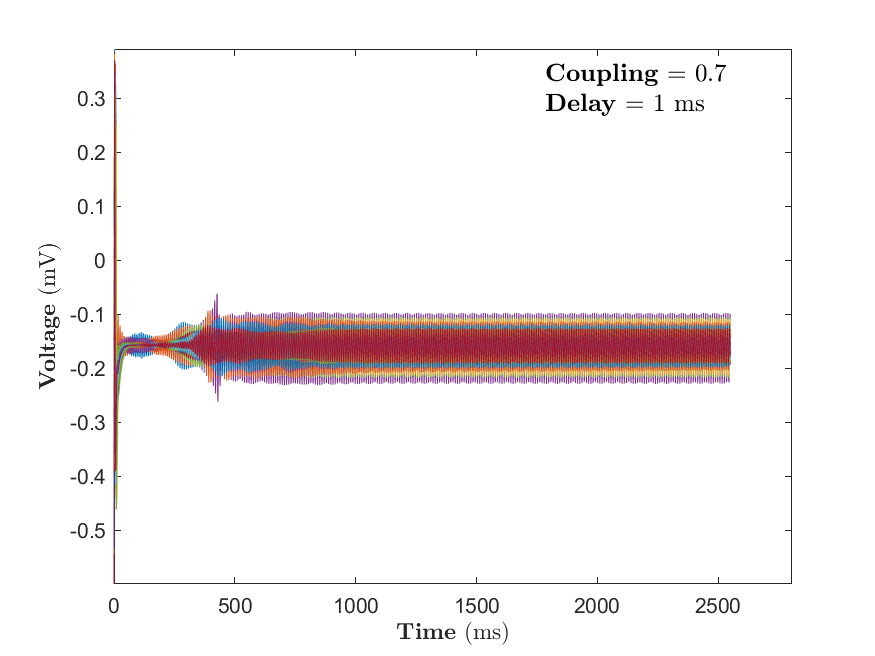 Coupling = 0.7
Delay = 1 ms
0.3
0.2
0.1
0
-0.1
-0.2
-0.3
-0.4
-0.5
Voltage (mV)
0 500 1000 1500 2000 2500
Time (ms)